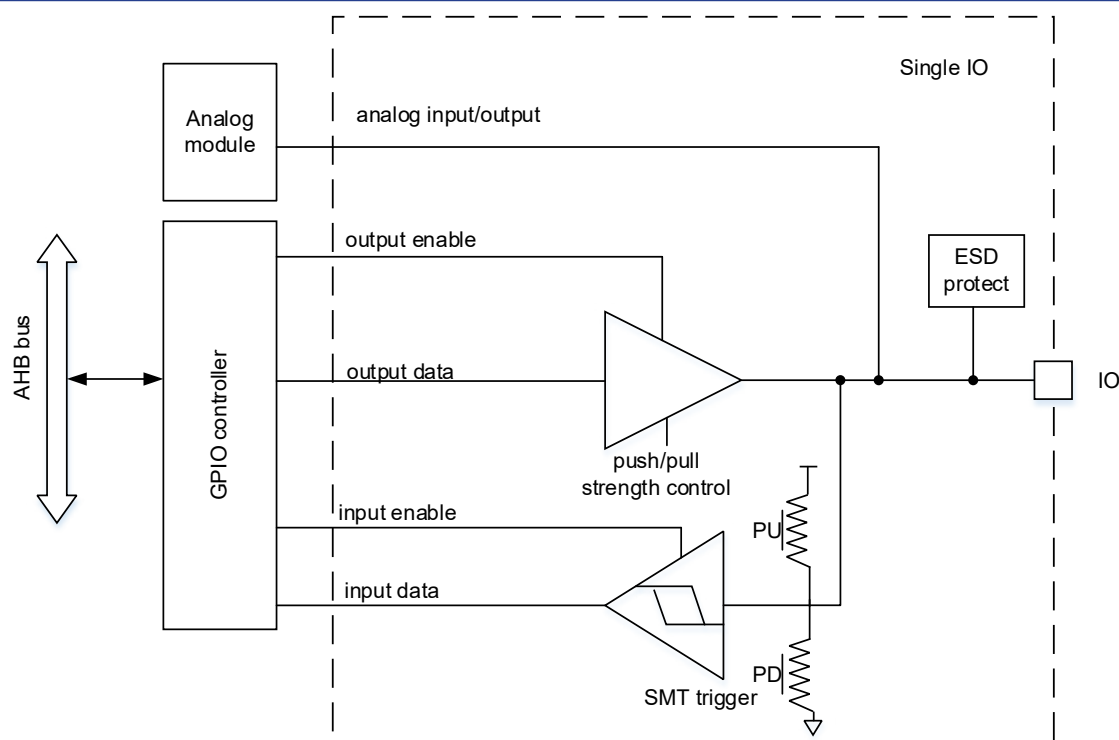 Single IO
Analog
module
analog input/output
output enable
ESD
protect
AHB bus
GPIO controller
output data
IO
push/pull
strength control
input enable
PU
input data
PD
SMT trigger